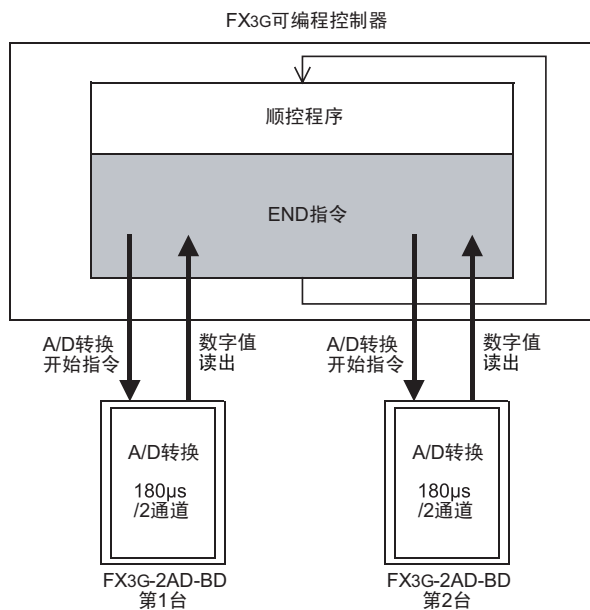 FX3G可编程控制器
顺控程序
END指令
A/D转换
开始指令
数字值
读出
A/D转换
开始指令
数字值
读出
A/D转换
180μs
/2通道
A/D转换
180μs
/2通道
FX3G-2AD-BD
第1台
FX3G-2AD-BD
第2台